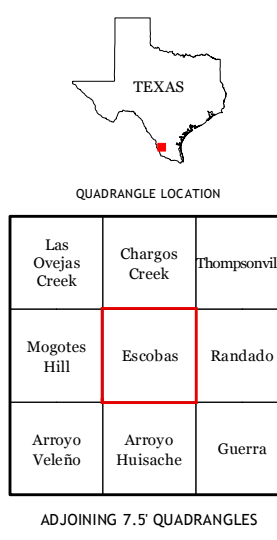 TEXAS
QUADRANGLE LOCATION
Las
Ovejas
Creek
Chargos
Creek
Thompsonvil
Mogotes
Hill
Escobas
Randado
Arroyo
Veleño
Arroyo
Huisache
Guerra
ADJOINING 7.5' QUADRANGLES